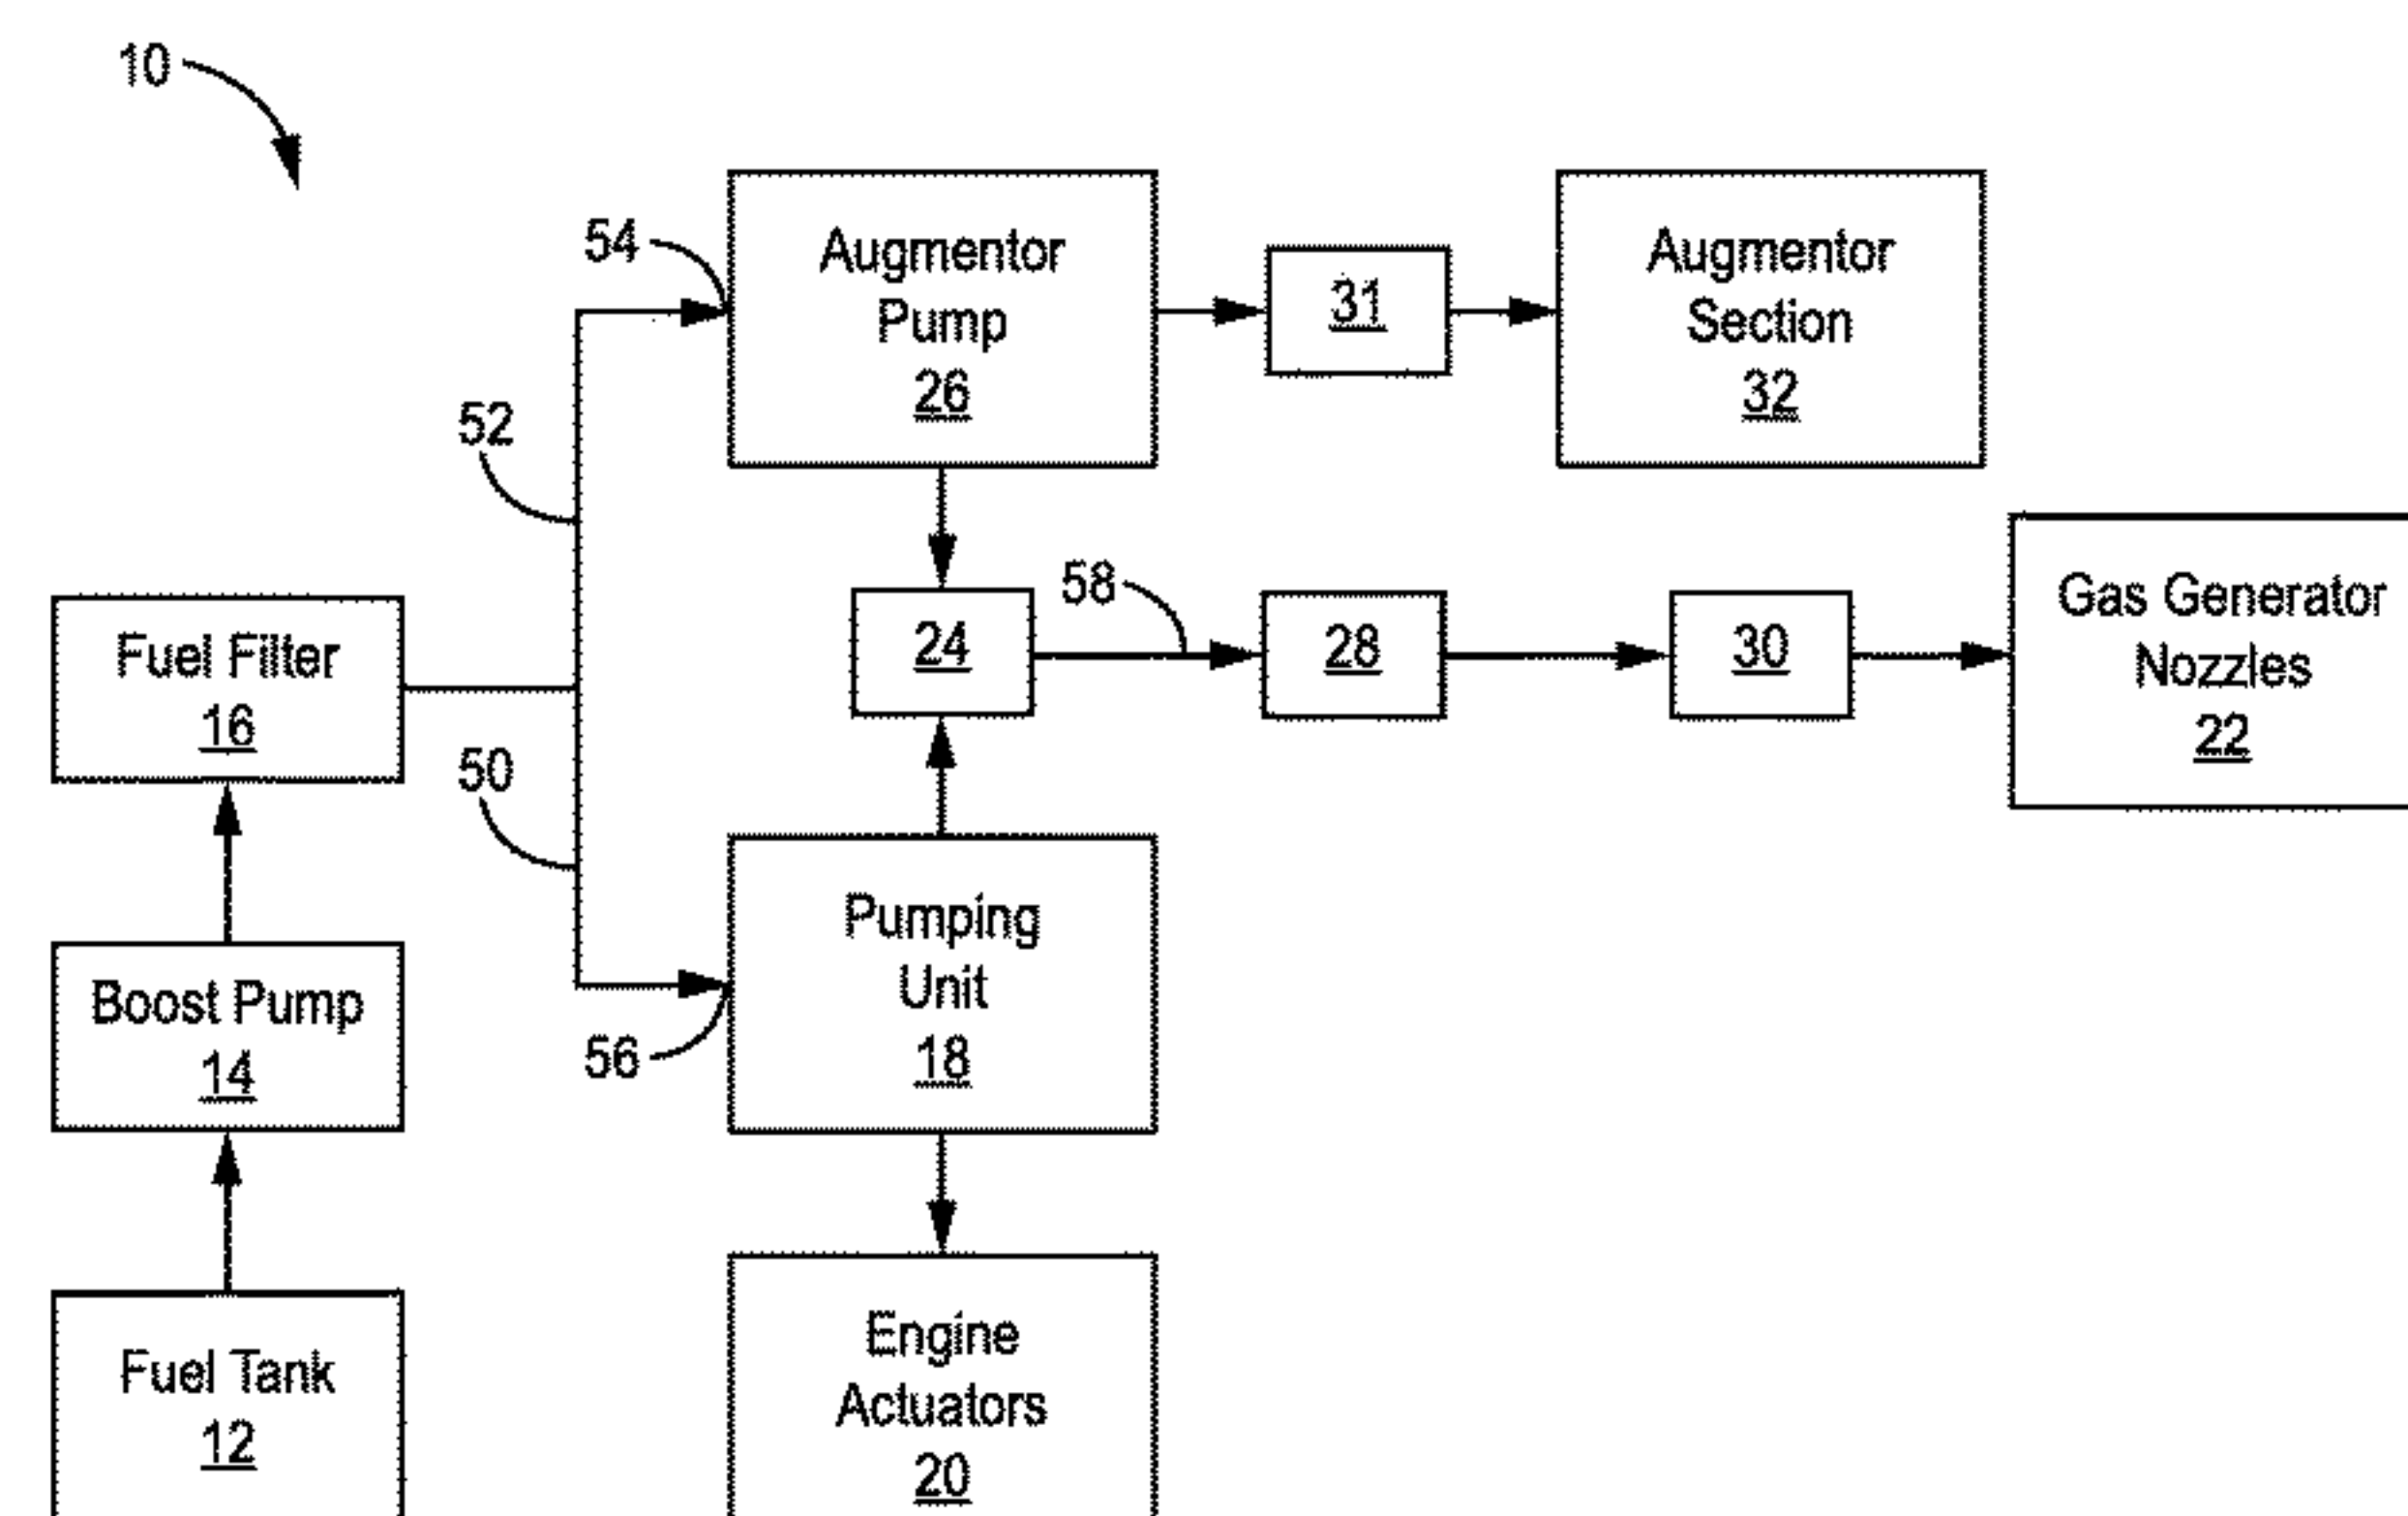 10
54
Augmentor
Pump
26
31
Augmentor
Section
32
52
58
24
28
30
Gas Generator
Nozzles
22
Fuel Filter
16
50
Pumping
Unit
18
Boost Pump
14
56
Engine
Actuators
20
Fuel Tank
12